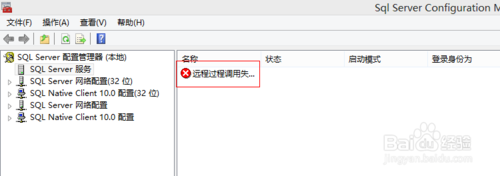 Sql Server Configuration M
文件(F) 操作(A) 查看(V) 帮助(H)
SQL Server 配置管理器 (本地)
SQL Server 服务
SQL Server 网络配置(32 位)
SQL Native Client 10.0 配置(32 位)
SQL Server 网络配置
SQL Native Client 10.0 配置
名称 状态 启动模式 登录身份为
远程过程调用失...
Baidu 经验
jingyan.baidu.com